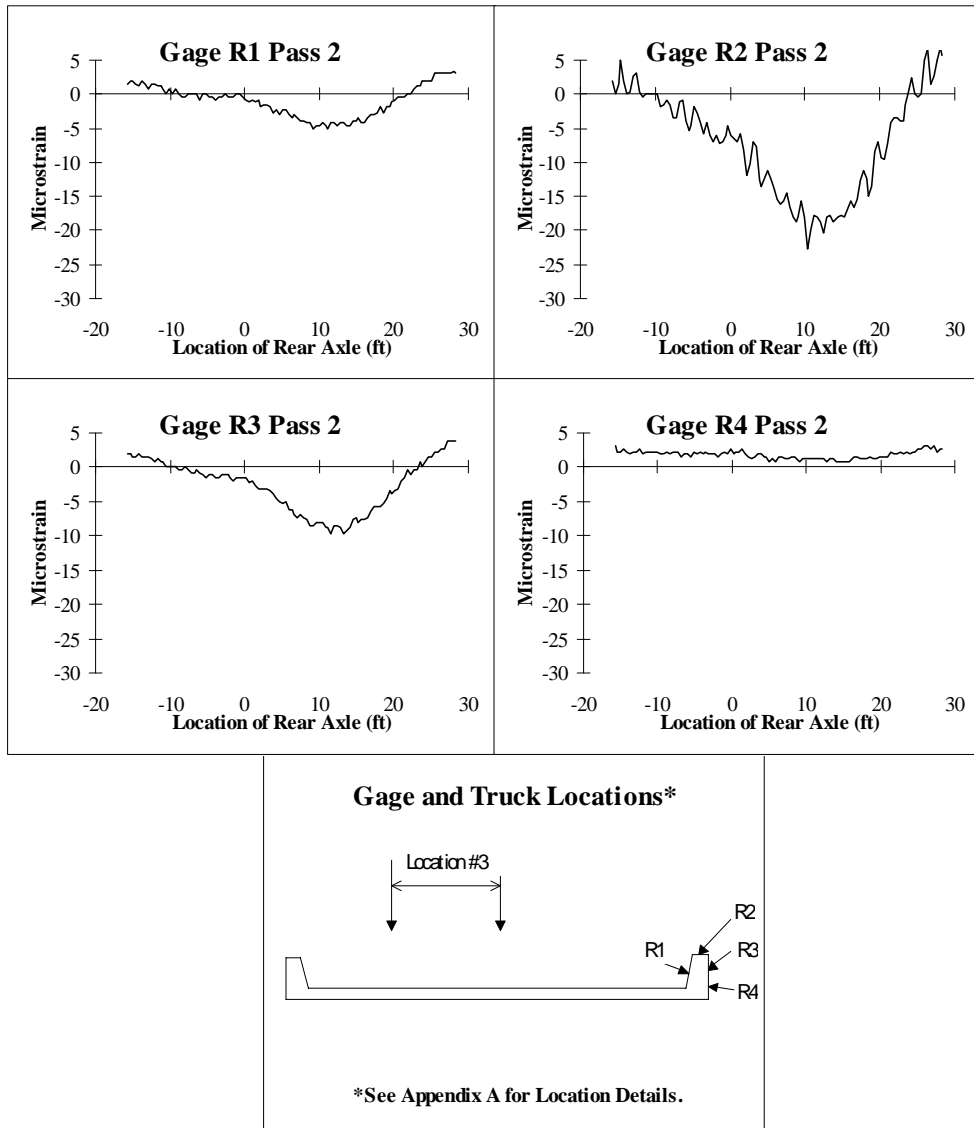 Gage R1 Pass 2
5
0
-5
-10
-15
-20
-25
-30
Microstrain
-20 -10 0 10 20 30
Location of Rear Axle (ft)
Gage R2 Pass 2
5
0
-5
-10
-15
-20
-25
-30
Microstrain
-20 -10 0 10 20 30
Location of Rear Axle (ft)
Gage R3 Pass 2
5
0
-5
-10
-15
-20
-25
-30
Microstrain
-20 -10 0 10 20 30
Location of Rear Axle (ft)
Gage R4 Pass 2
5
0
-5
-10
-15
-20
-25
-30
Microstrain
-20 -10 0 10 20 30
Location of Rear Axle (ft)
Gage and Truck Locations*
Location #3
R2
R1
R3
R4
*See Appendix A for Location Details.